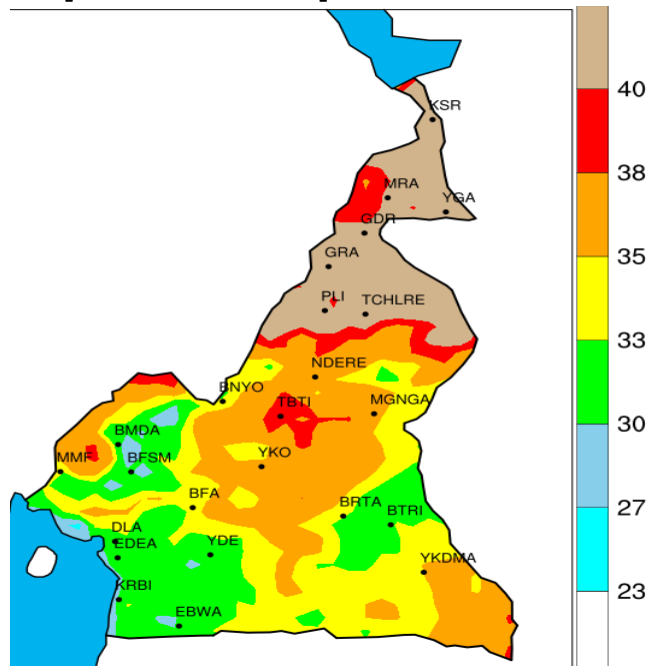 40
KSR
38
MRA
YGA
GDR
35
GRA
PLI
TCHLRE
33
NDERE
BNYO
MGNGA
TBTI
30
BMDA
YKO
MMF
BFSM
BFA
27
BRTA
BTRI
DLA
EDEA
YDE
YKDMA
23
KRBI
EBWA